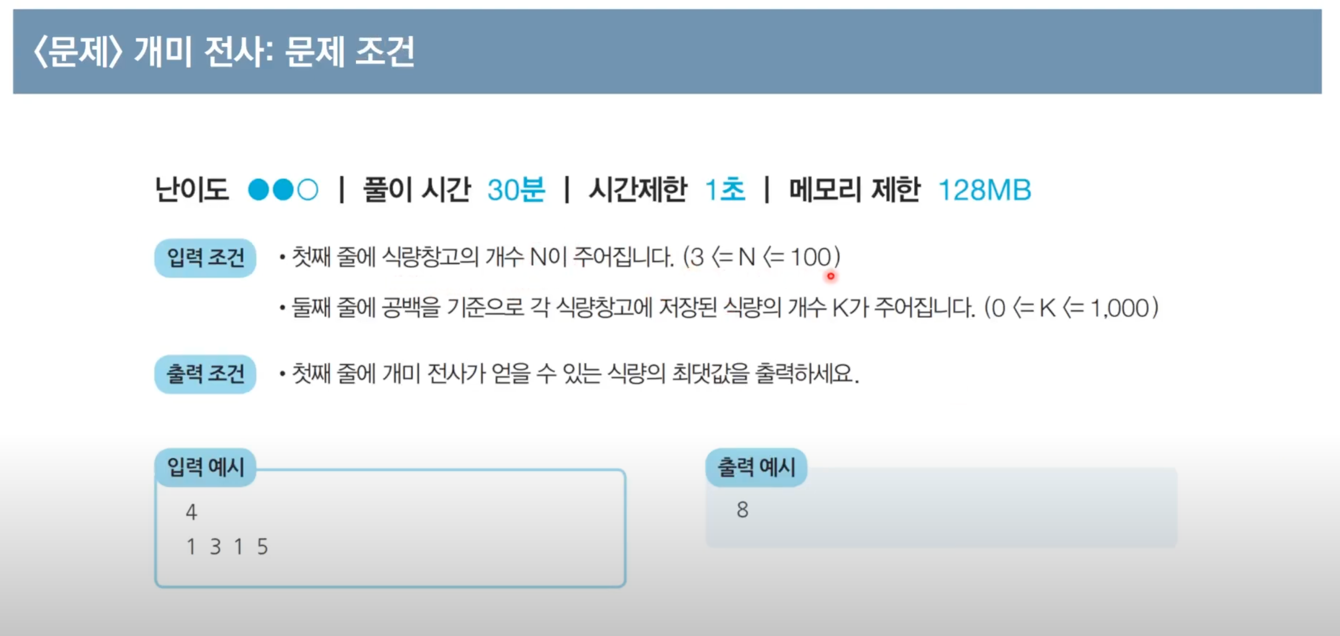 〈문제〉 개미 전사: 문제 조건
난이도 ●●○ | 풀이 시간 30분 | 시간제한 1초 | 메모리 제한 128MB
입력 조건 • 첫째 줄에 식량창고의 개수 N이 주어집니다. (3 <= N <= 100)
• 둘째 줄에 공백을 기준으로 각 식량창고에 저장된 식량의 개수 K가 주어집니다. (0 <= K <= 1,000)
출력 조건 • 첫째 줄에 개미 전사가 얻을 수 있는 식량의 최댓값을 출력하세요.
입력 예시
4
1 3 1 5
출력 예시
8